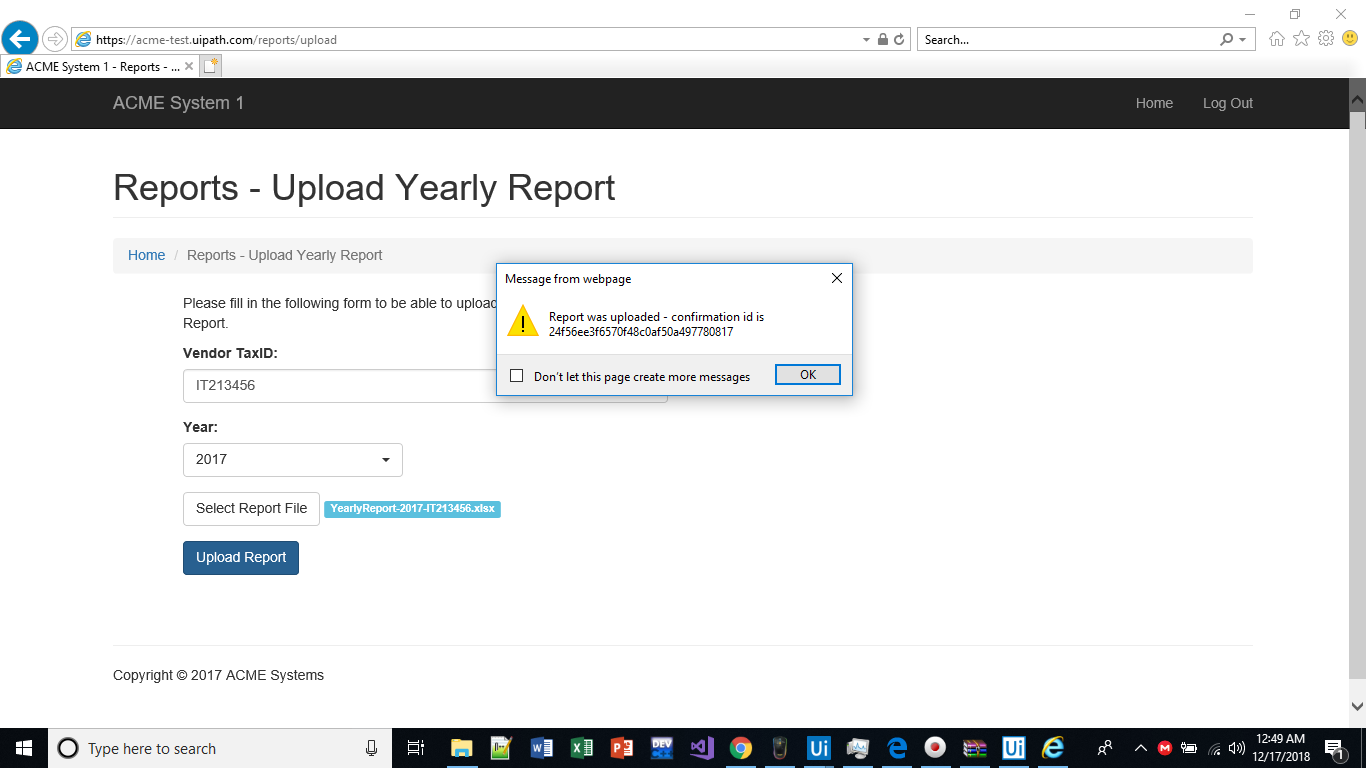 https://acme-test.uipath.com/reports/upload
Search...
ACME System 1 - Reports - ...
ACME System 1
Home
Log Out
Reports - Upload Yearly Report
Home / Reports - Upload Yearly Report
Please fill in the following form to be able to upload
Report.
Vendor TaxID:
IT213456
Year:
2017
Select Report File
YearlyReport-2017-IT213456.xlsx
Upload Report
Message from webpage
Report was uploaded - confirmation id is
24f56ee3f6570f48c0af50a497780817
Don't let this page create more messages
OK
Copyright © 2017 ACME Systems
Type here to search
DEV
Ui
Ui
12:49 AM
12/17/2018
1